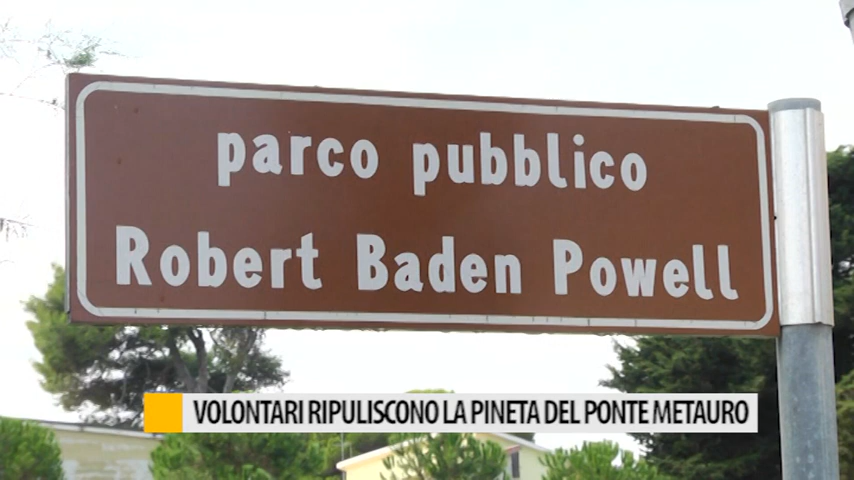 parco pubblico
Robert Baden Powell
VOLONTARI RIPULISCONO LA PINETA DEL PONTE METAURO